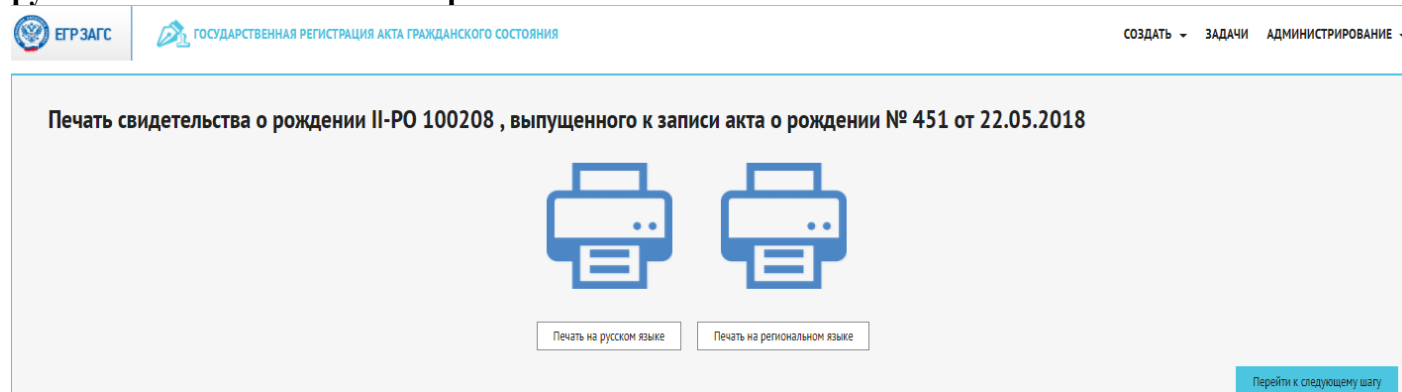 ЕГР ЗАГС
ГОСУДАРСТВЕННАЯ РЕГИСТРАЦИЯ АКТА ГРАЖДАНСКОГО СОСТОЯНИЯ
СОЗДАТЬ ЗАДАЧИ АДМИНИСТРИРОВАНИЕ
Печать свидетельства о рождении II-РО 100208 , выпущенного к записи акта о рождении № 451 от 22.05.2018
Печать на русском языке Печать на региональном языке
Перейти к следующему шагу